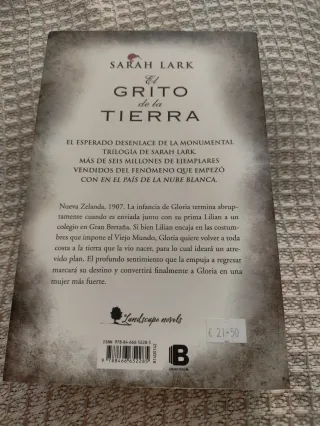 SARAH LARK
El
GRITO
de la
TIERRA
EL ESPERADO DESENLACE DE LA MONUMENTAL
TRILOGÍA DE SARAH LARK.
MÁS DE SEIS MILLONES DE EJEMPLARES
VENDIDOS DEL FENÓMENO QUE EMPEZÓ
CON EN EL PAÍS DE LA NUBE BLANCA.
Nueva Zelanda, 1907. La infancia de Gloria termina abrup-
tamente cuando es enviada junto con su prima Lilian a un
colegio en Gran Bretaña. Si bien Lilian encaja en las costum-
bres que impone el Viejo Mundo, Gloria quiere volver a toda
costa a la tierra que la vio nacer, para lo cual ideará un atre-
vido plan. El profundo sentimiento que la empuja a regresar
marcará su destino y convertirá finalmente a Gloria en una
mujer más fuerte.
Landscape novels
€ 21.50
B